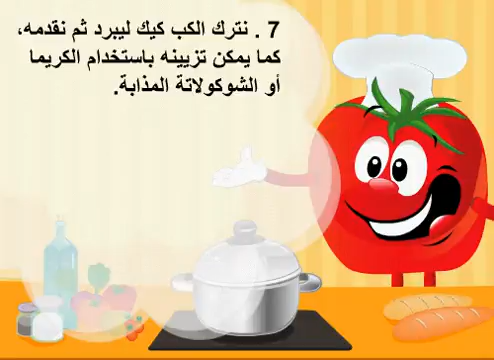 7 . نترك الكب كيك ليبرد ثم نقدمه،
كما يمكن تزيينه باستخدام الكريما
أو الشوكولاتة المذابة.